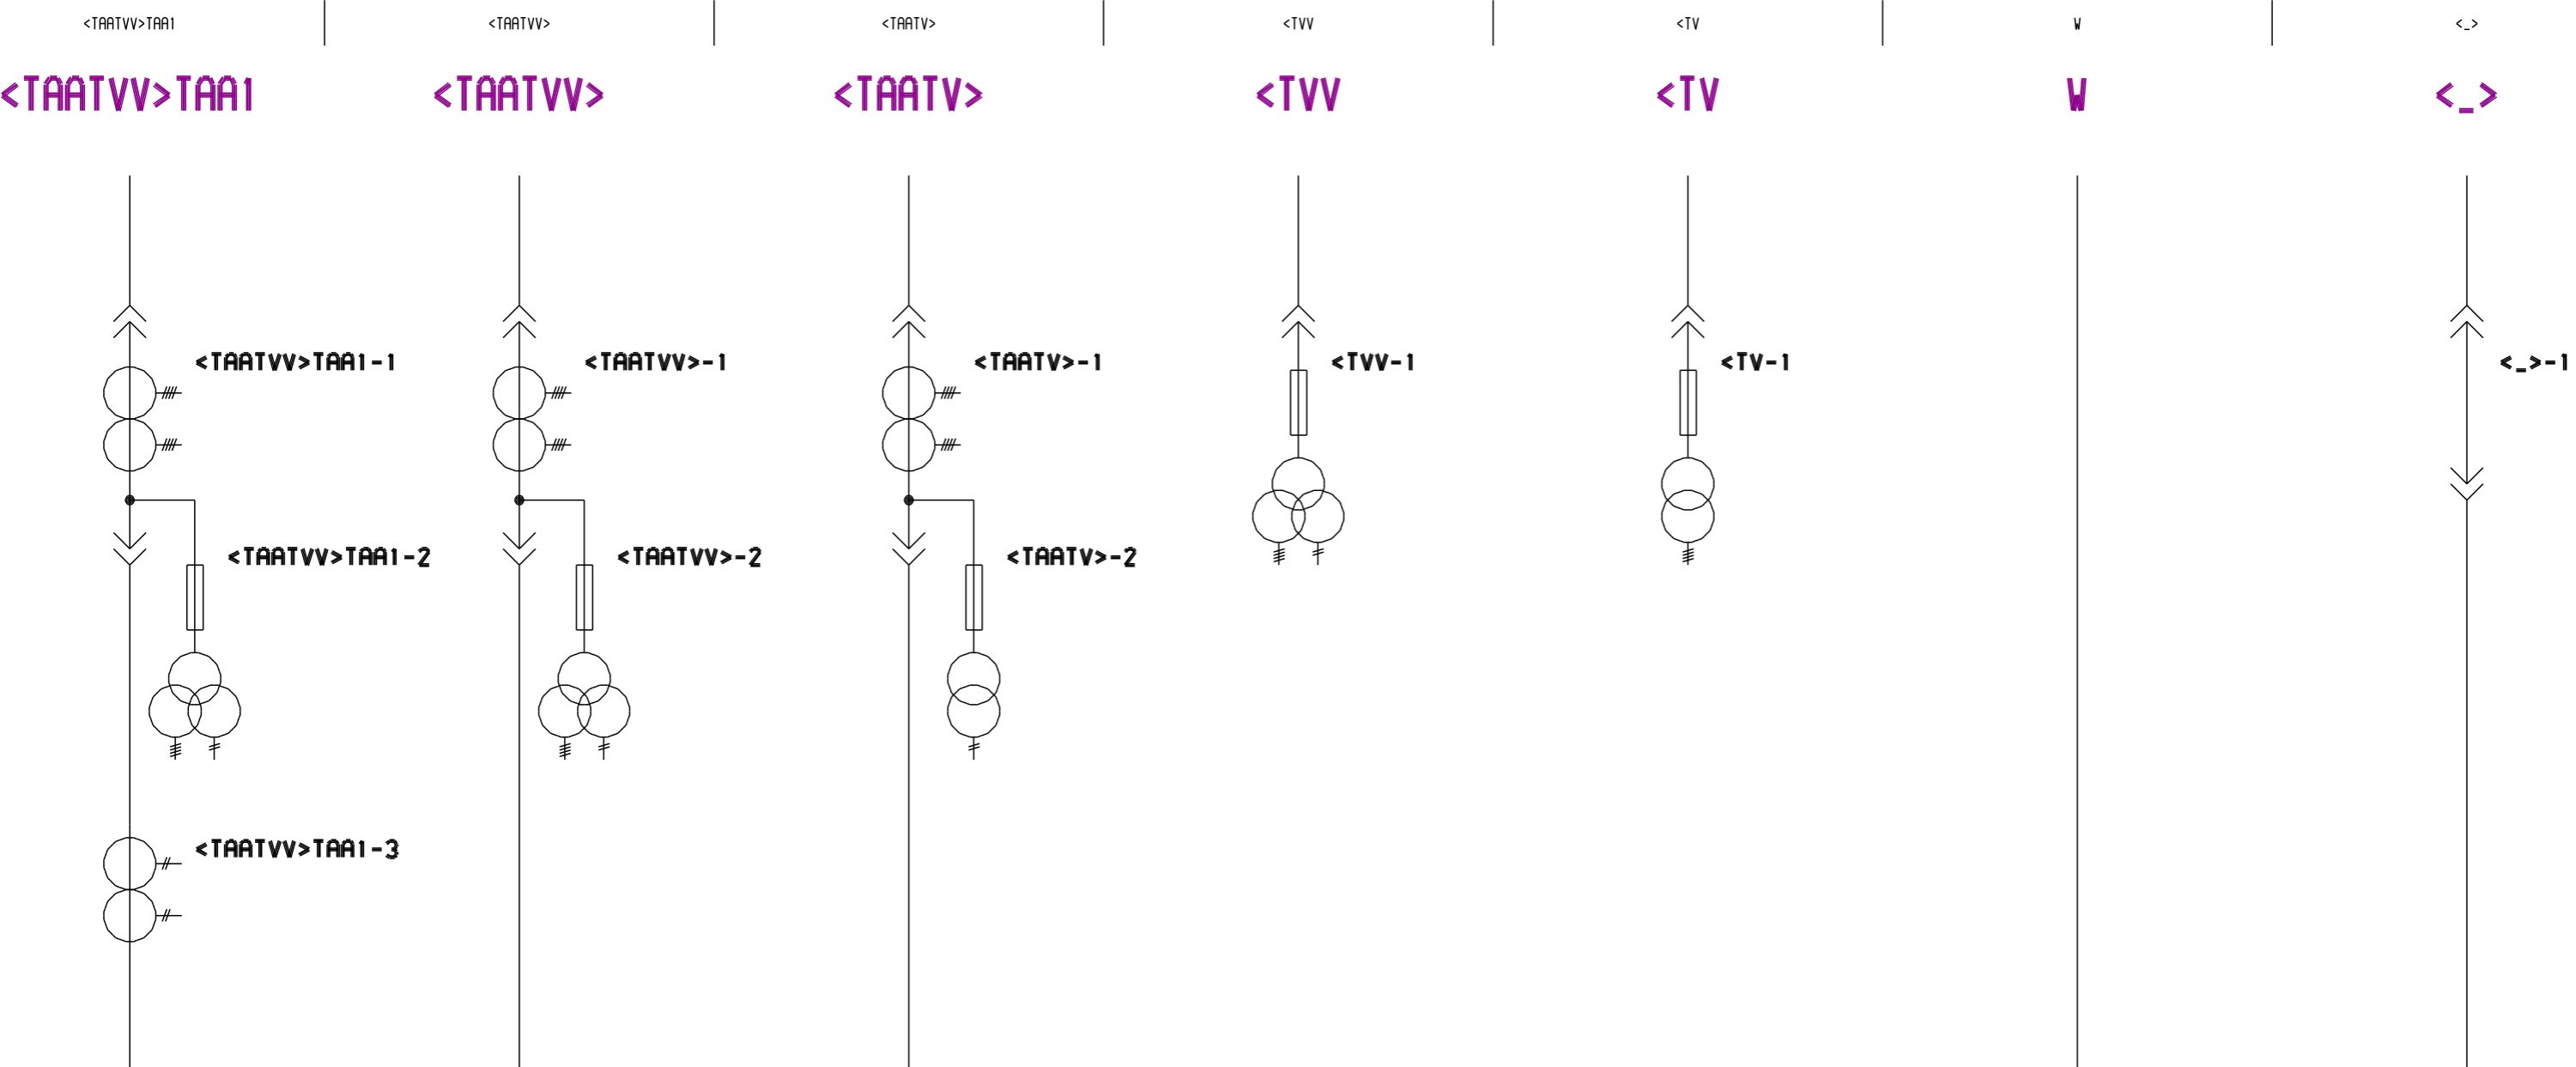 <TAATVV>TAA1
<TAATVV>
<TAATV>
<TVV
<TV
W
<_>
<TAATVV>TAA1
<TAATVV>
<TAATV>
<TVV
<TV
W
<_>
<TAATVV>TAA1-1
<TAATVV>-1
<TAATV>-1
<TVV-1
<TV-1
<_>-1
<TAATVV>TAA1-2
<TAATVV>-2
<TAATV>-2
<TAATVV>TAA1-3